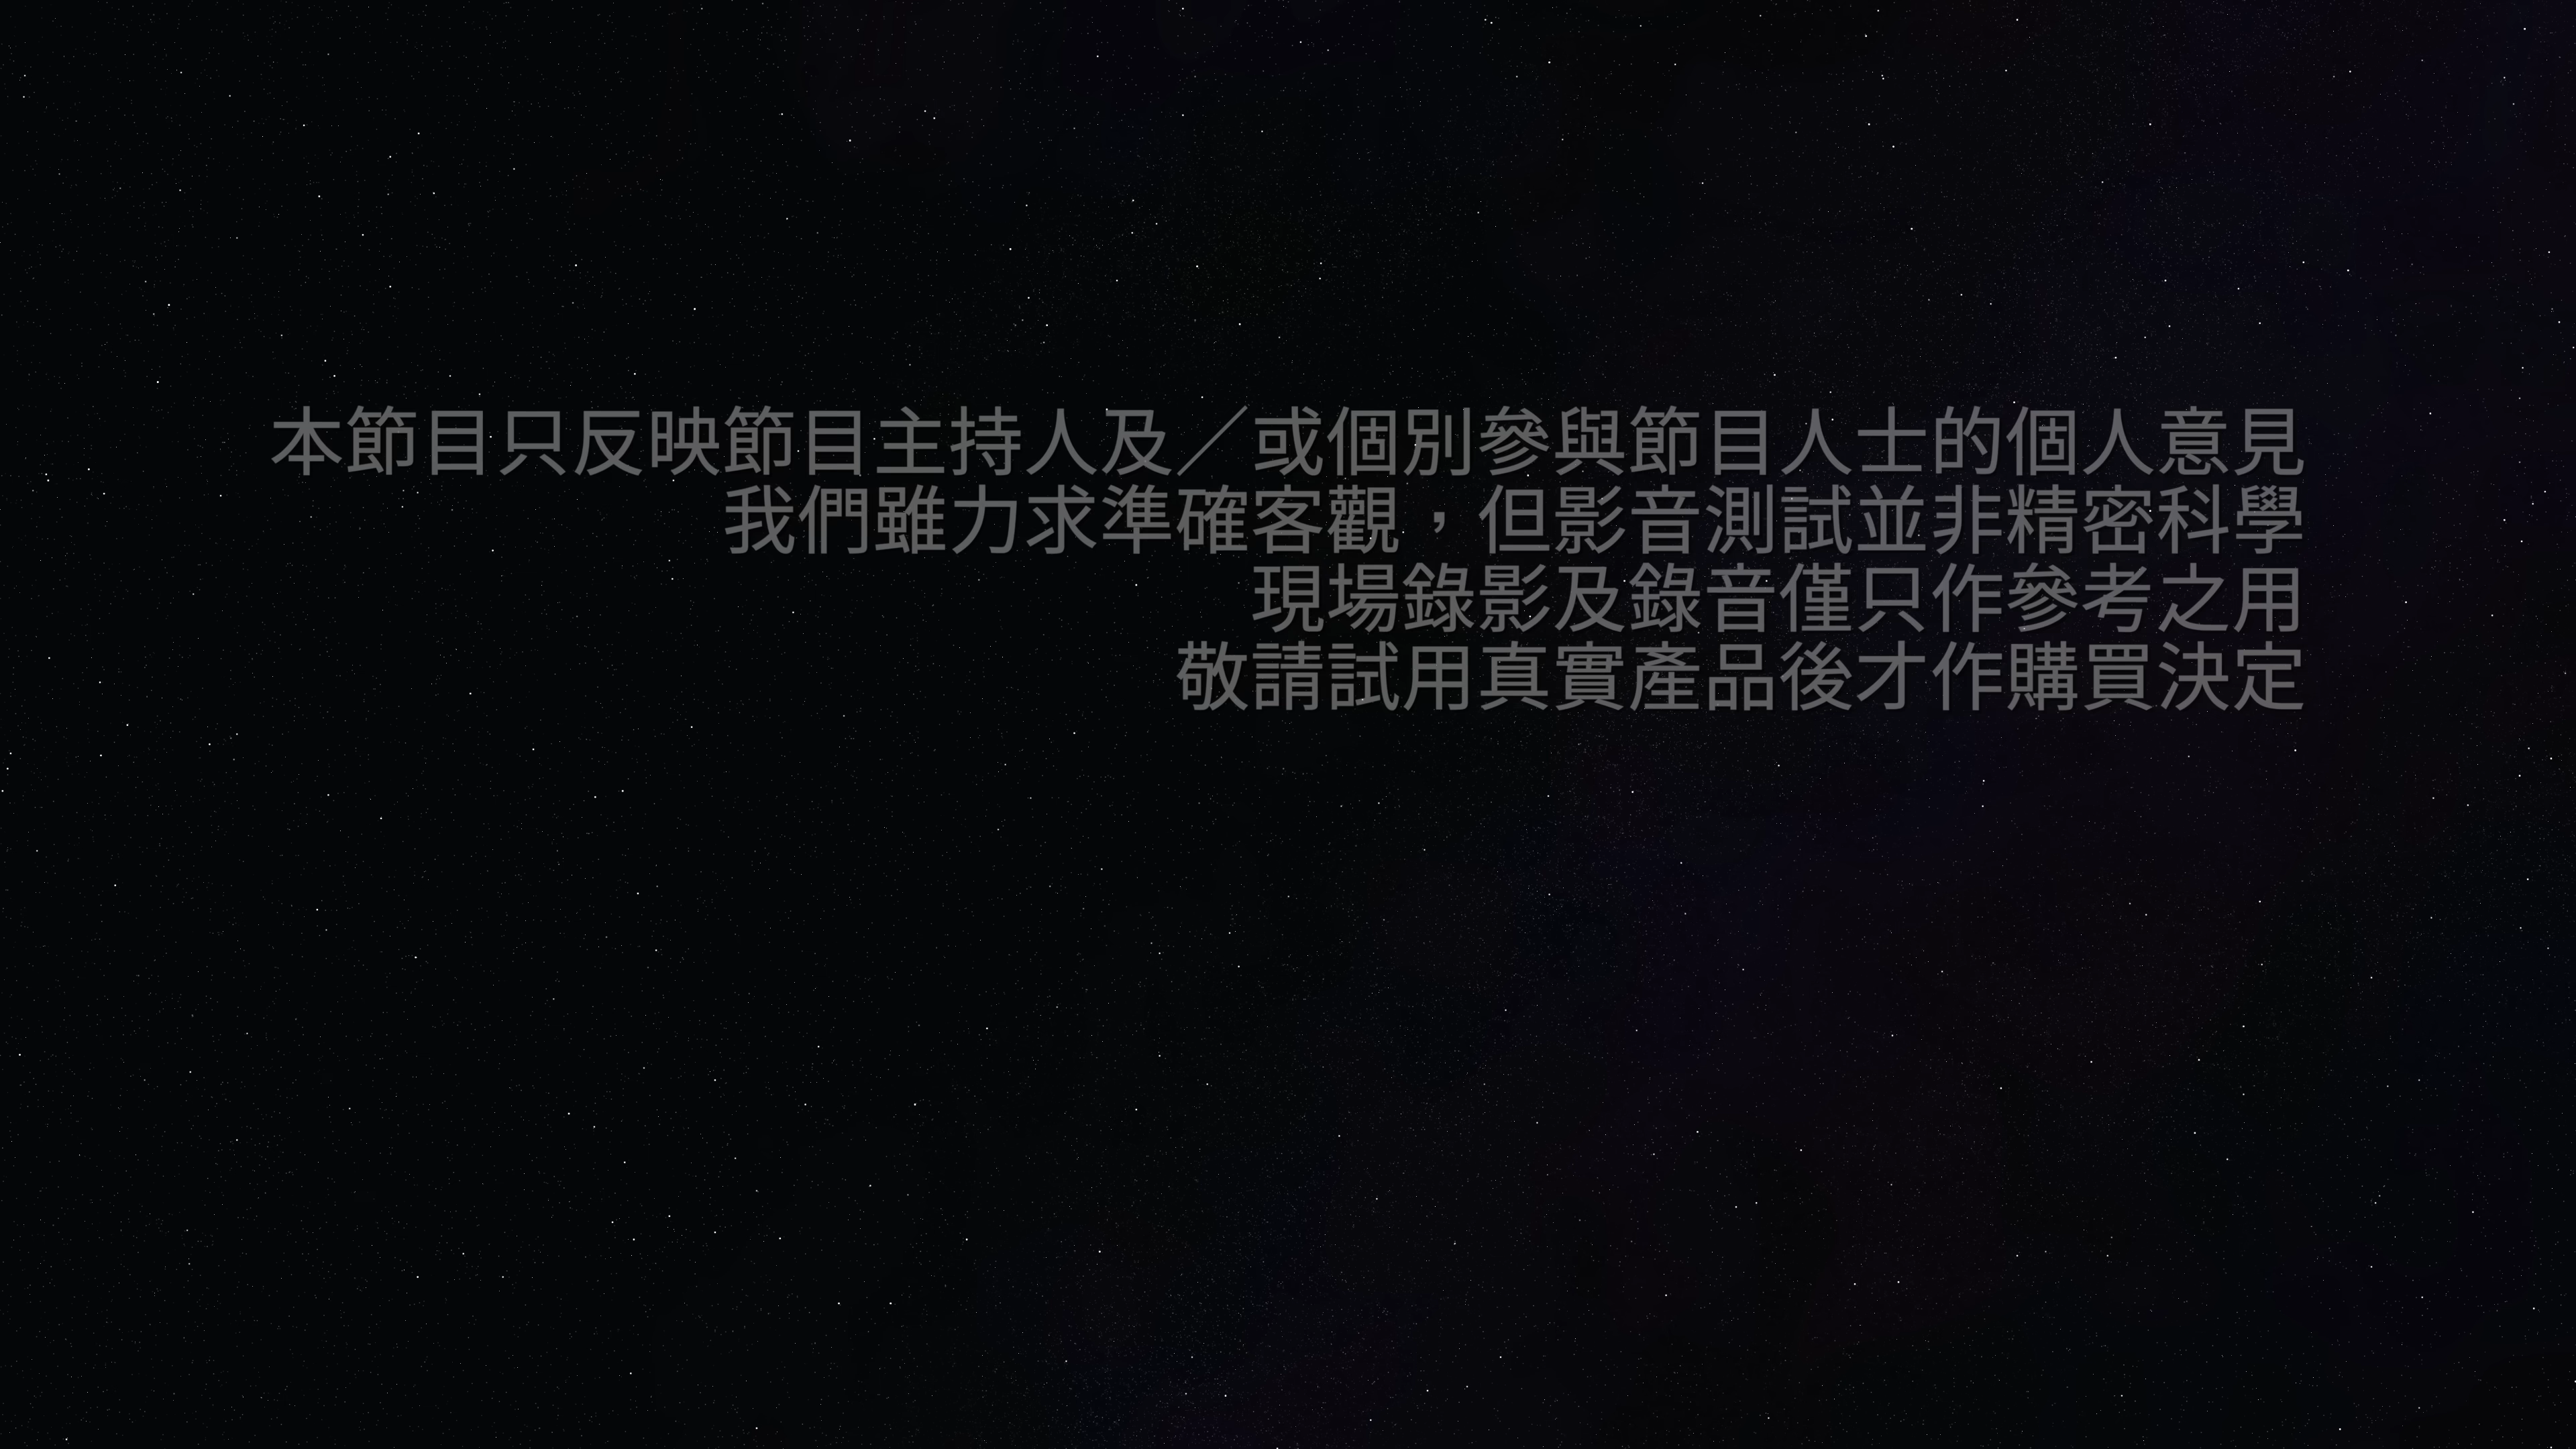 本節目只反映節目主持人及／或個別參與節目人士的個人意見
我們雖力求準確客觀，但影音測試並非精密科學
現場錄影及錄音僅只作參考之用
敬請試用真實產品後才作購買決定